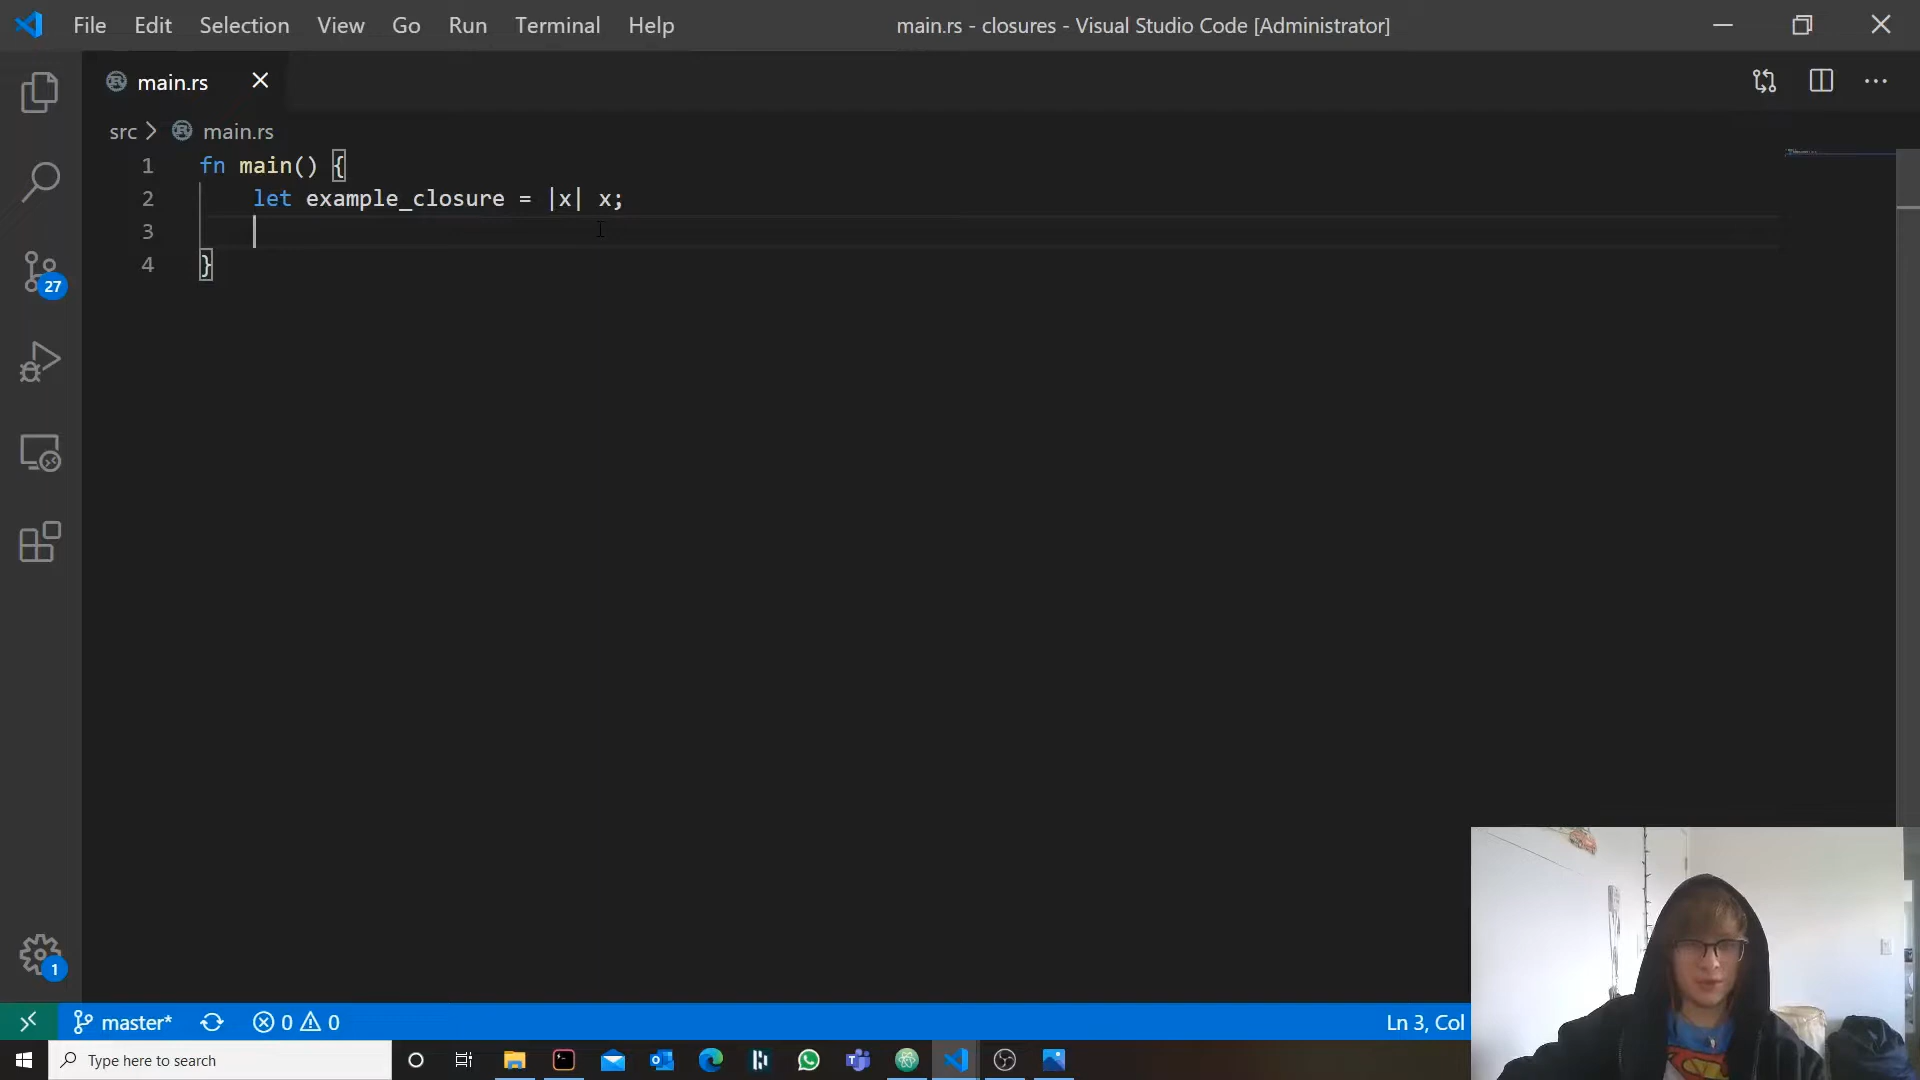 File Edit Selection View Go Run Terminal Help main.rs - closures - Visual Studio Code [Administrator]
main.rs
src > main.rs
1 fn main() {
2 let example_closure = |x| x;
3
4 }
27
1
master* 0 0 Ln 3, Col
Type here to search